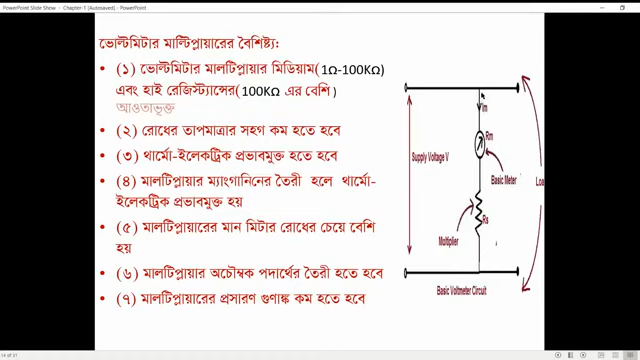 PowerPoint Slide Show - Chapter-1 (Autosaved) - PowerPoint
ভোল্টমিটার মাল্টিপ্লায়ারের বৈশিষ্ট্য:
• (১) ভোল্টমিটার মালটিপ্লায়ার মিডিয়াম(1Ω-100KΩ)
এবং হাই রেজিস্ট্যান্সের (100KΩ এর বেশি)
আওতাভূক্ত
• (২) রোধের তাপমাত্রার সহগ কম হতে হবে
• (৩) থার্মো-ইলেকট্রিক প্রভাবমুক্ত হতে হবে
• (৪) মালটিপ্লায়ার ম্যাংগানিনের তৈরী হলে থার্মো-
ইলেকট্রিক প্রভাবমুক্ত হয়
• (৫) মালটিপ্লায়ারের মান মিটার রোধের চেয়ে বেশি
হয়
• (৬) মালটিপ্লায়ার অচৌম্বক পদার্থের তৈরী হতে হবে
• (৭) মালটিপ্লায়ারের প্রসারণ গুণাঙ্ক কম হতে হবে
Im
Rm
Supply Voltage V
Basic Meter
Loa
Rs
Multiplier
Basic Voltmeter Circuit